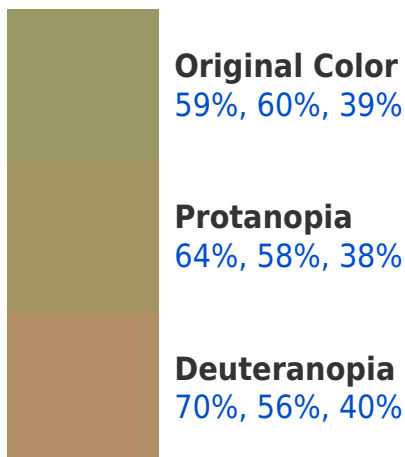 Original Color
59%, 60%, 39%
Protanopia
64%, 58%, 38%
Deuteranopia
70%, 56%, 40%